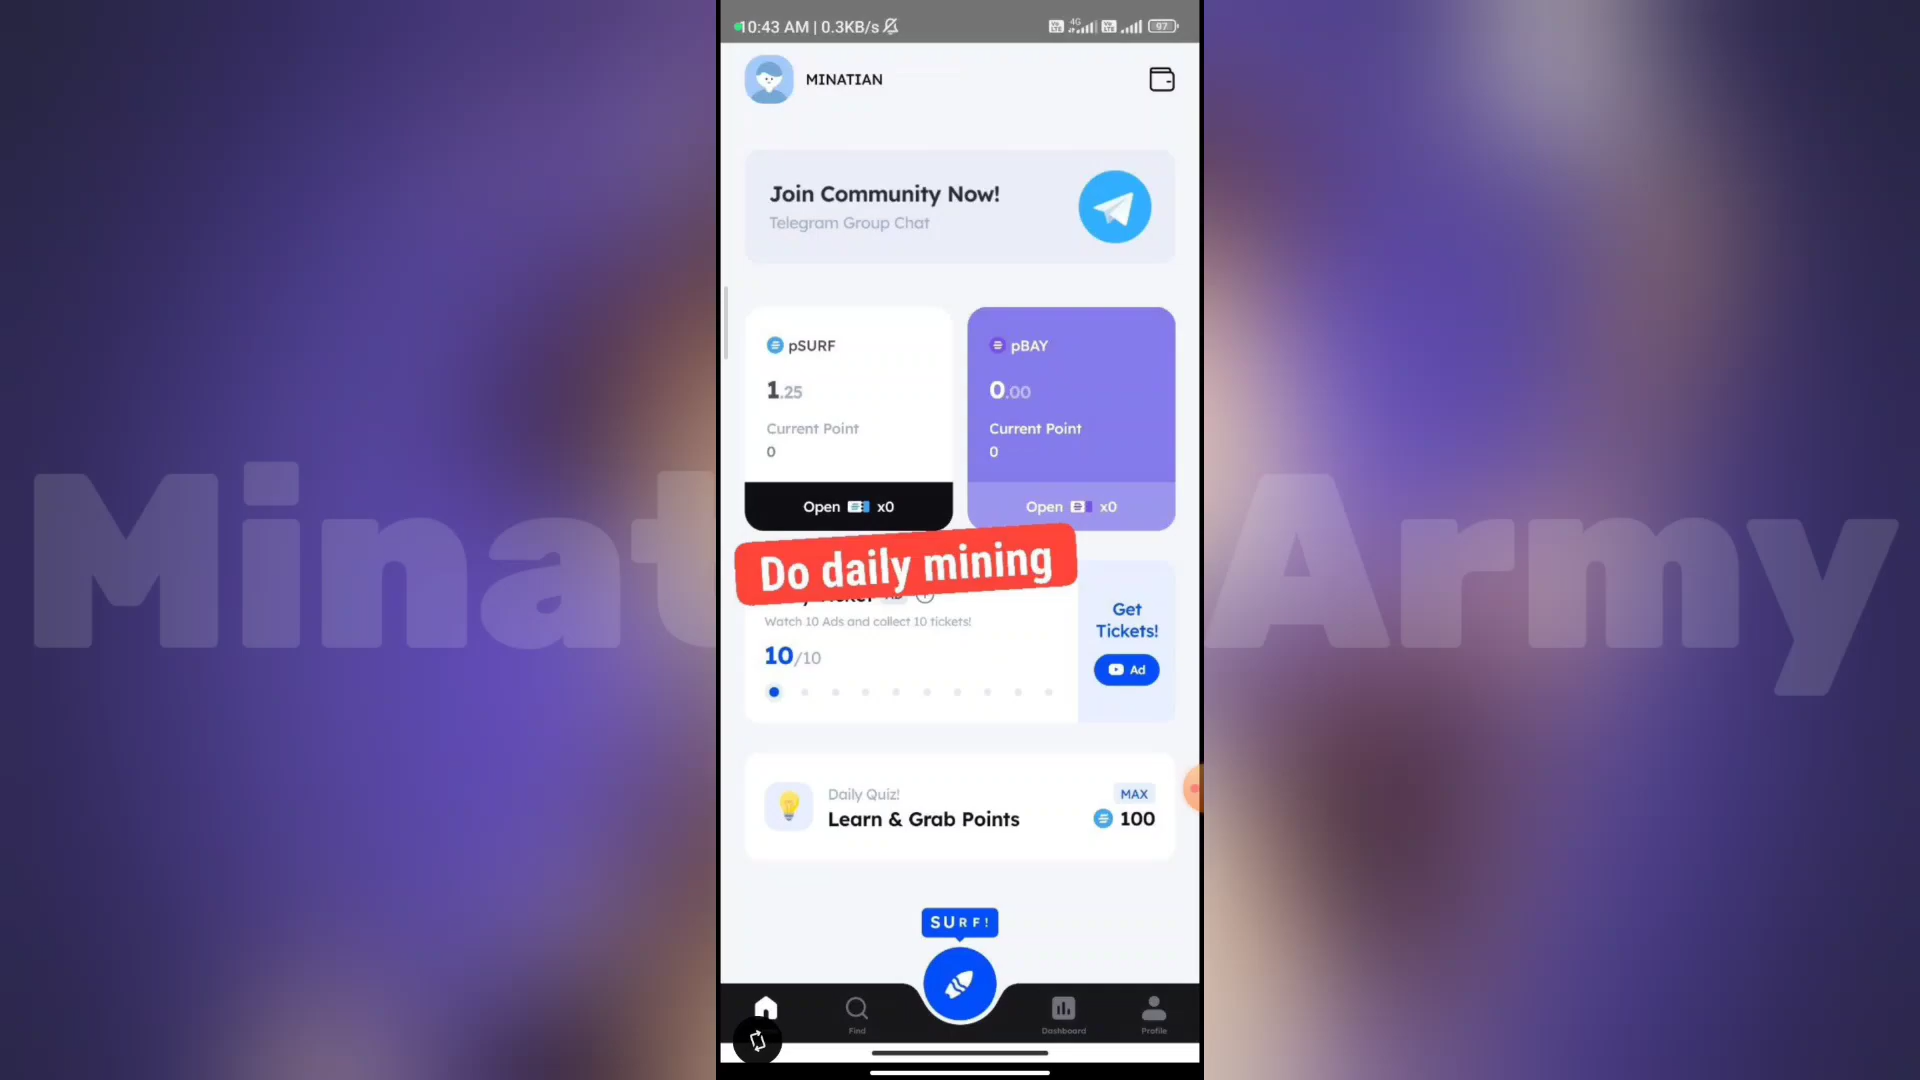 10:43 AM | 0.3KB/s
4G
97
MINATIAN
Join Community Now!
Telegram Group Chat
pSURF
1.25
Current Point
0
Open x0
pBAY
0.00
Current Point
0
Open x0
Do daily mining
Watch 10 Ads and collect 10 tickets!
10/10
Get
Tickets!
Ad
Daily Quiz!
Learn & Grab Points
MAX
100
SURF!
Find
Dashboard
Profile
Minat
Army